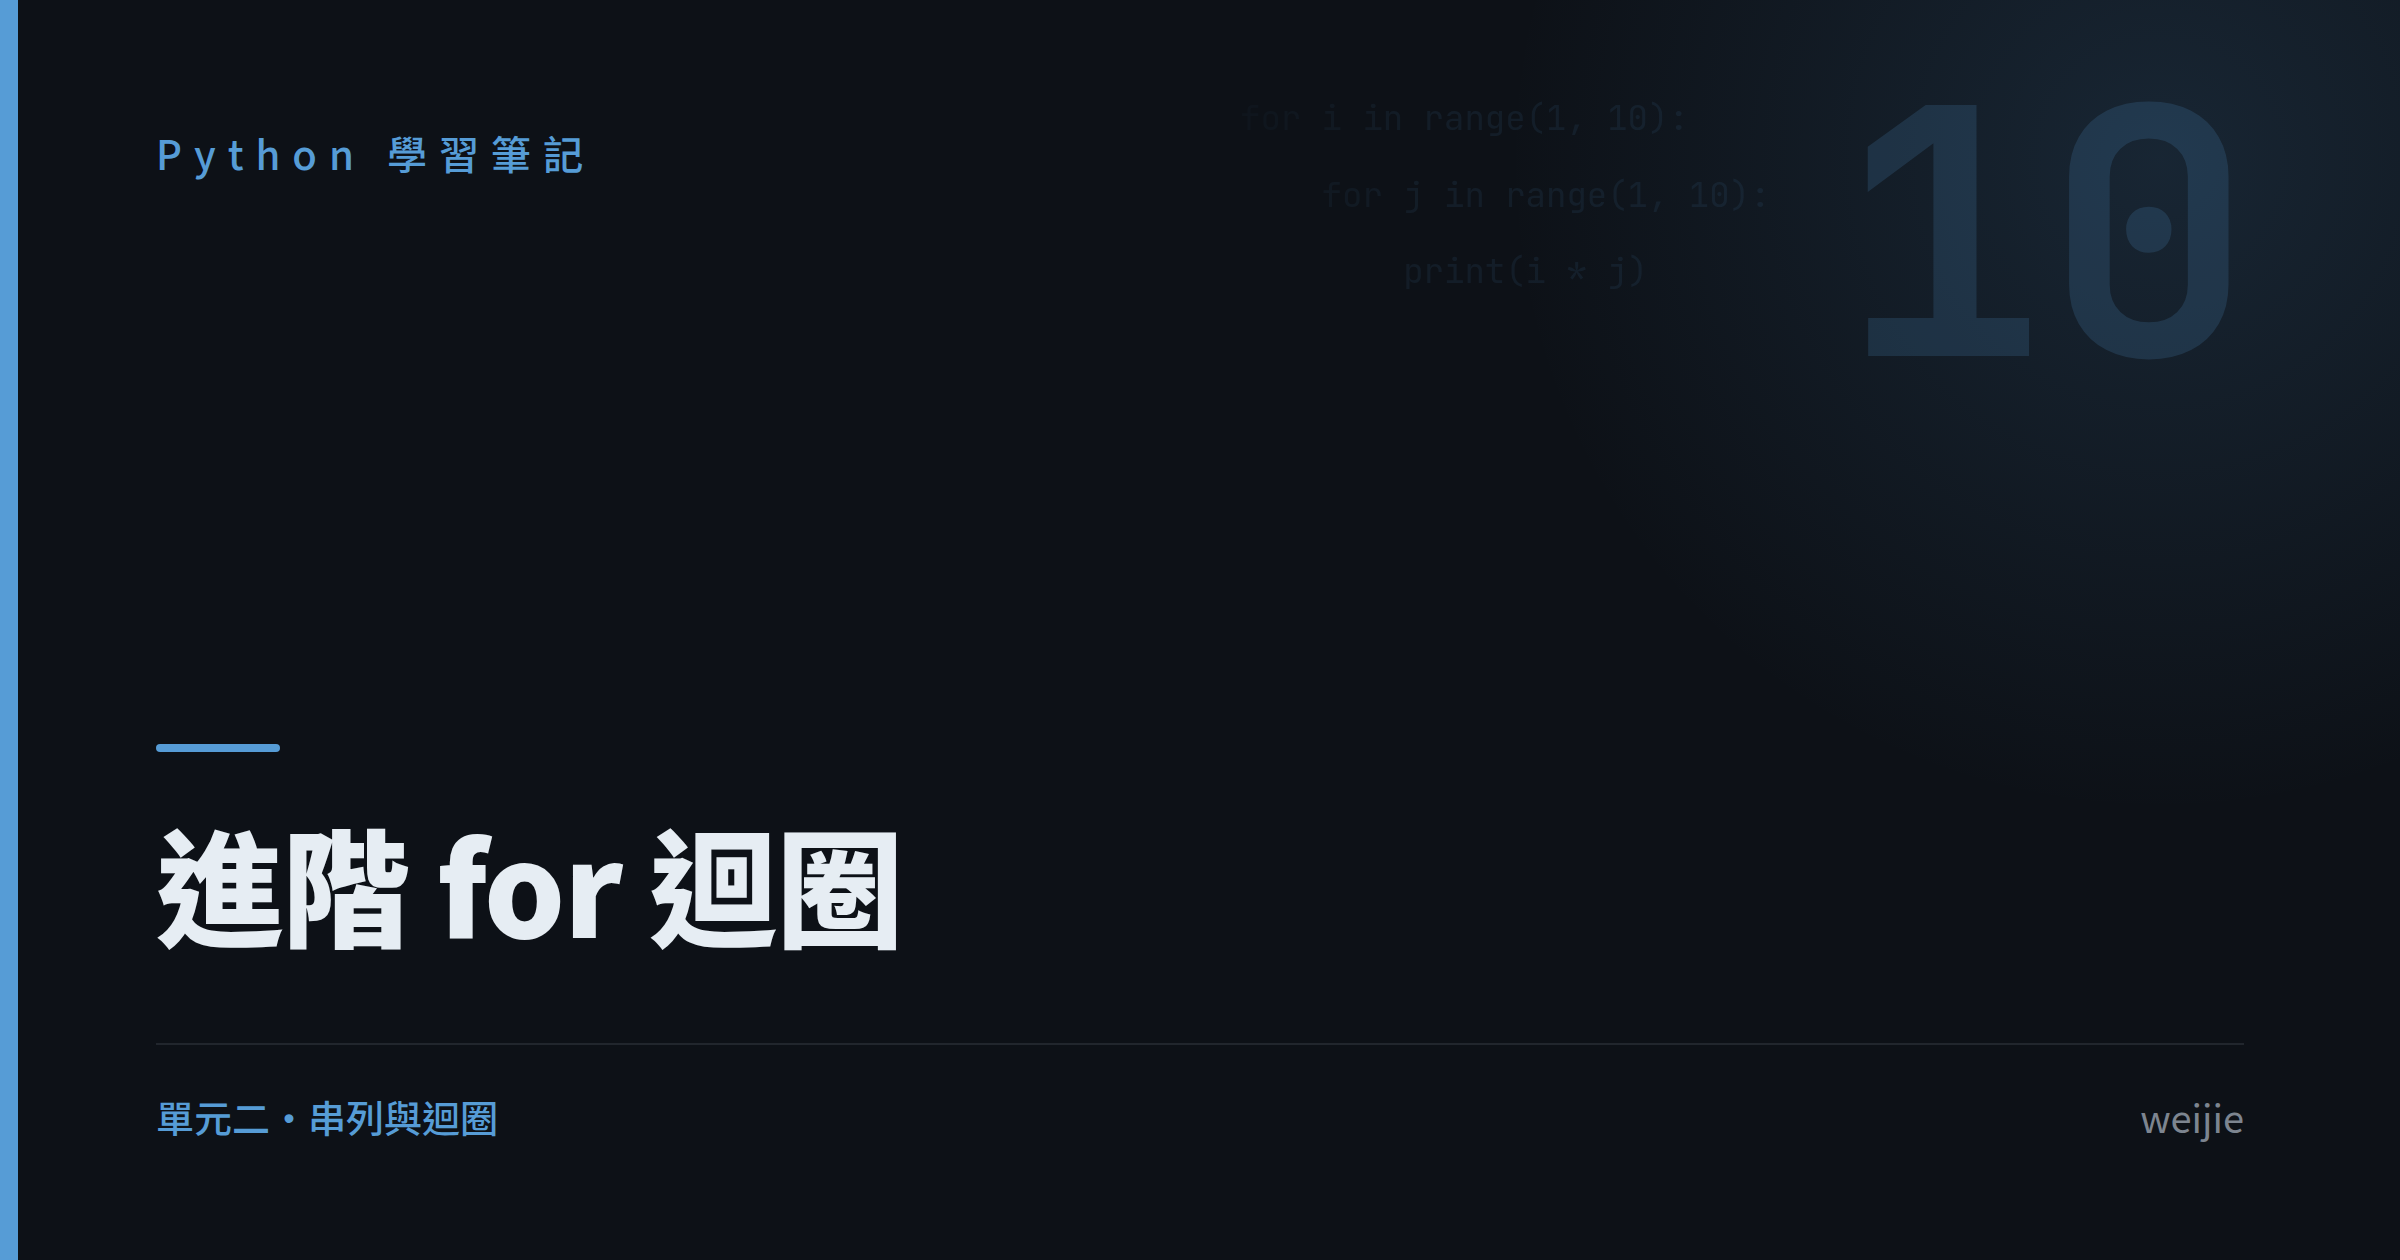 Python 學習筆記
for i in range(1, 10):
    for j in range(1, 10):
        print(i * j)
10
進階 for 迴圈
單元二・串列與迴圈
weijie